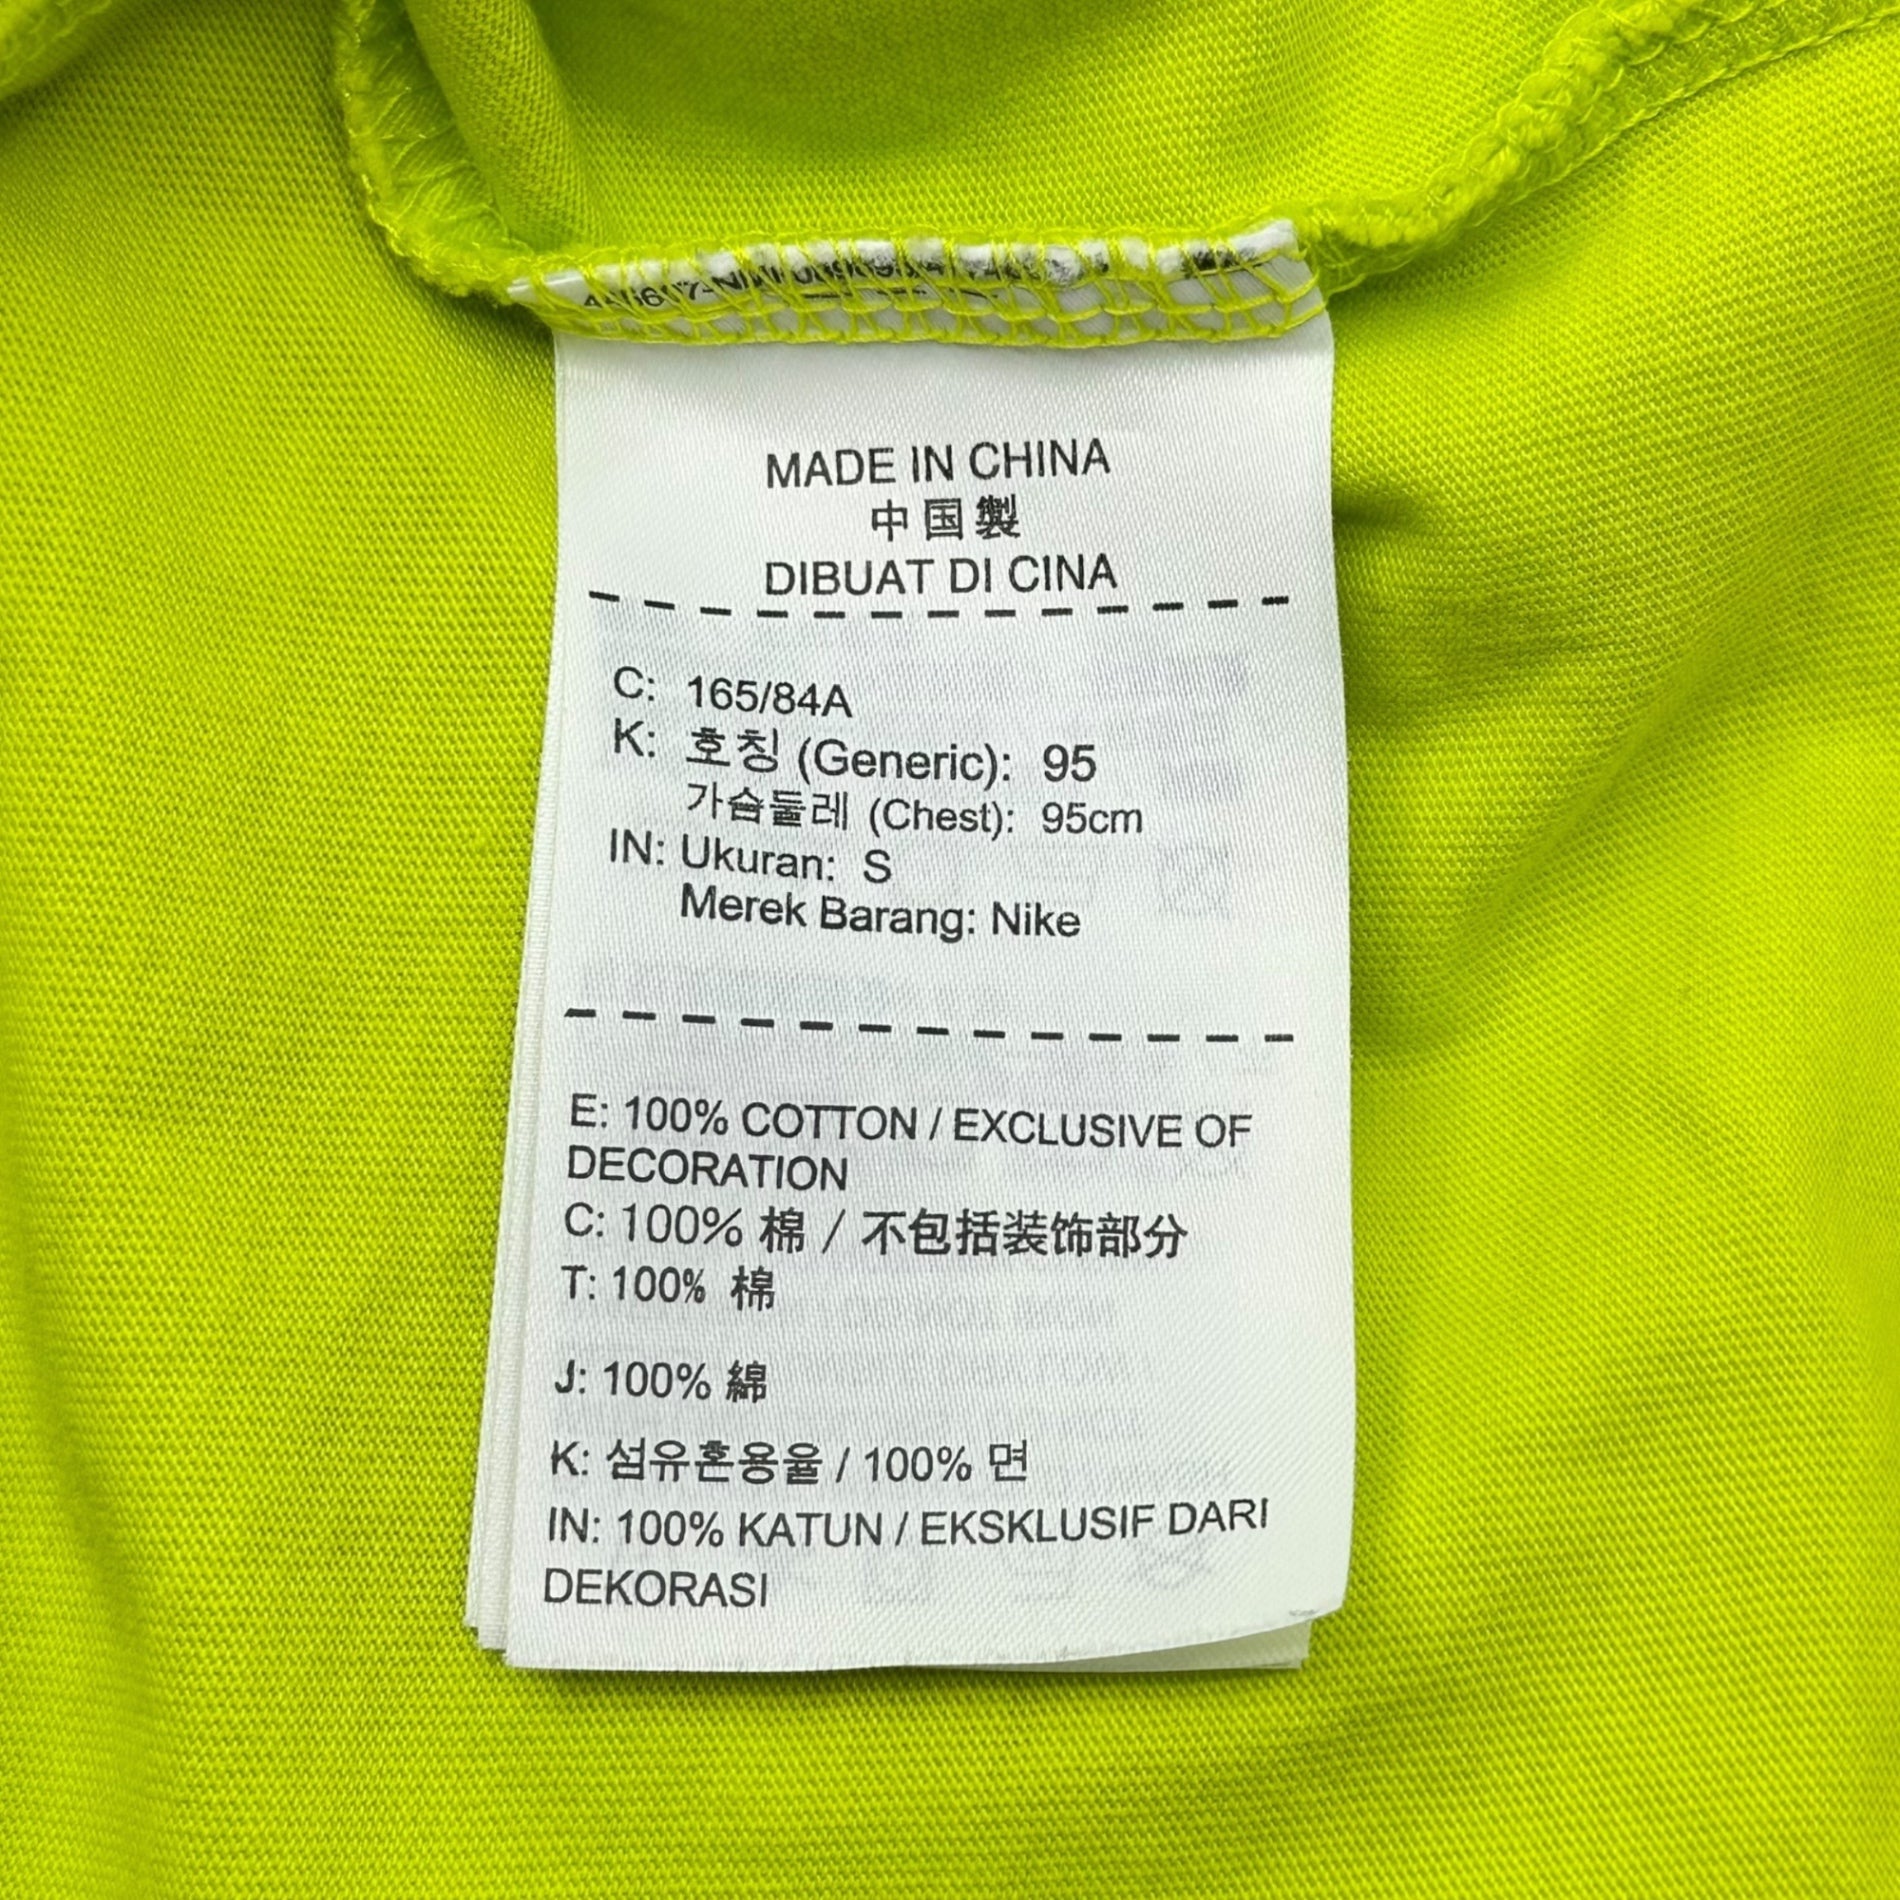 MADE IN CHINA
中国製
DIBUAT DI CINA
C: 165/84A
K: 호칭 (Generic): 95
가슴둘레 (Chest): 95cm
IN: Ukuran: S
Merek Barang: Nike
E: 100% COTTON / EXCLUSIVE OF
DECORATION
C: 100% 棉 / 不包括装饰部分
T: 100% 棉
J: 100% 綿
K: 섬유혼용율 / 100% 면
IN: 100% KATUN / EKSKLUSIF DARI
DEKORASI